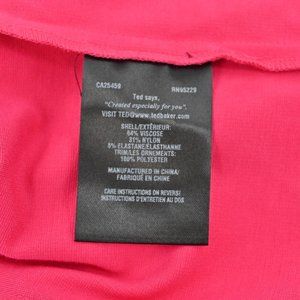 CA25459 RN95229
Ted says,
"Created especially for you".
VISIT TED@www.tedbaker.com
SHELL/EXTÉRIEUR:
64% VISCOSE
31% NYLON
5% ELASTANE/ELASTHANNE
TRIM/LES ORNEMENTS:
100% POLYESTER
MANUFACTURED IN CHINA/
FABRIQUÉ EN CHINE
CARE INSTRUCTIONS ON REVERSE
INSTRUCTIONS D'ENTRETIEN AU DOS